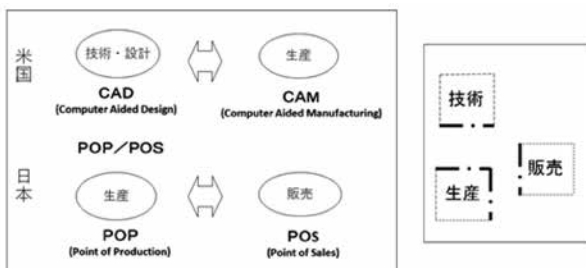 米国
技術・設計
生産
CAD
(Computer Aided Design)
CAM
(Computer Aided Manufacturing)
POP／POS
日本
生産
販売
POP
(Point of Production)
POS
(Point of Sales)
技術
販売
生産